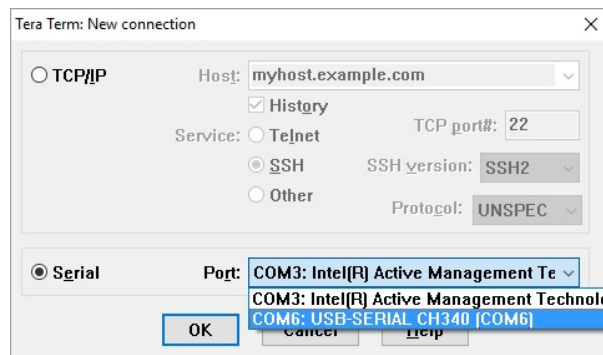 Tera Term: New connection
TCP/IP
Host: myhost.example.com
History
Service: Telnet
TCP port#: 22
SSH
SSH version: SSH2
Other
Protocol: UNSPEC
Serial
Port: COM3: Intel(R) Active Management Te
COM3: Intel(R) Active Management Technolo
COM6: USB-SERIAL CH340 (COM6)
OK
Cancel
Help